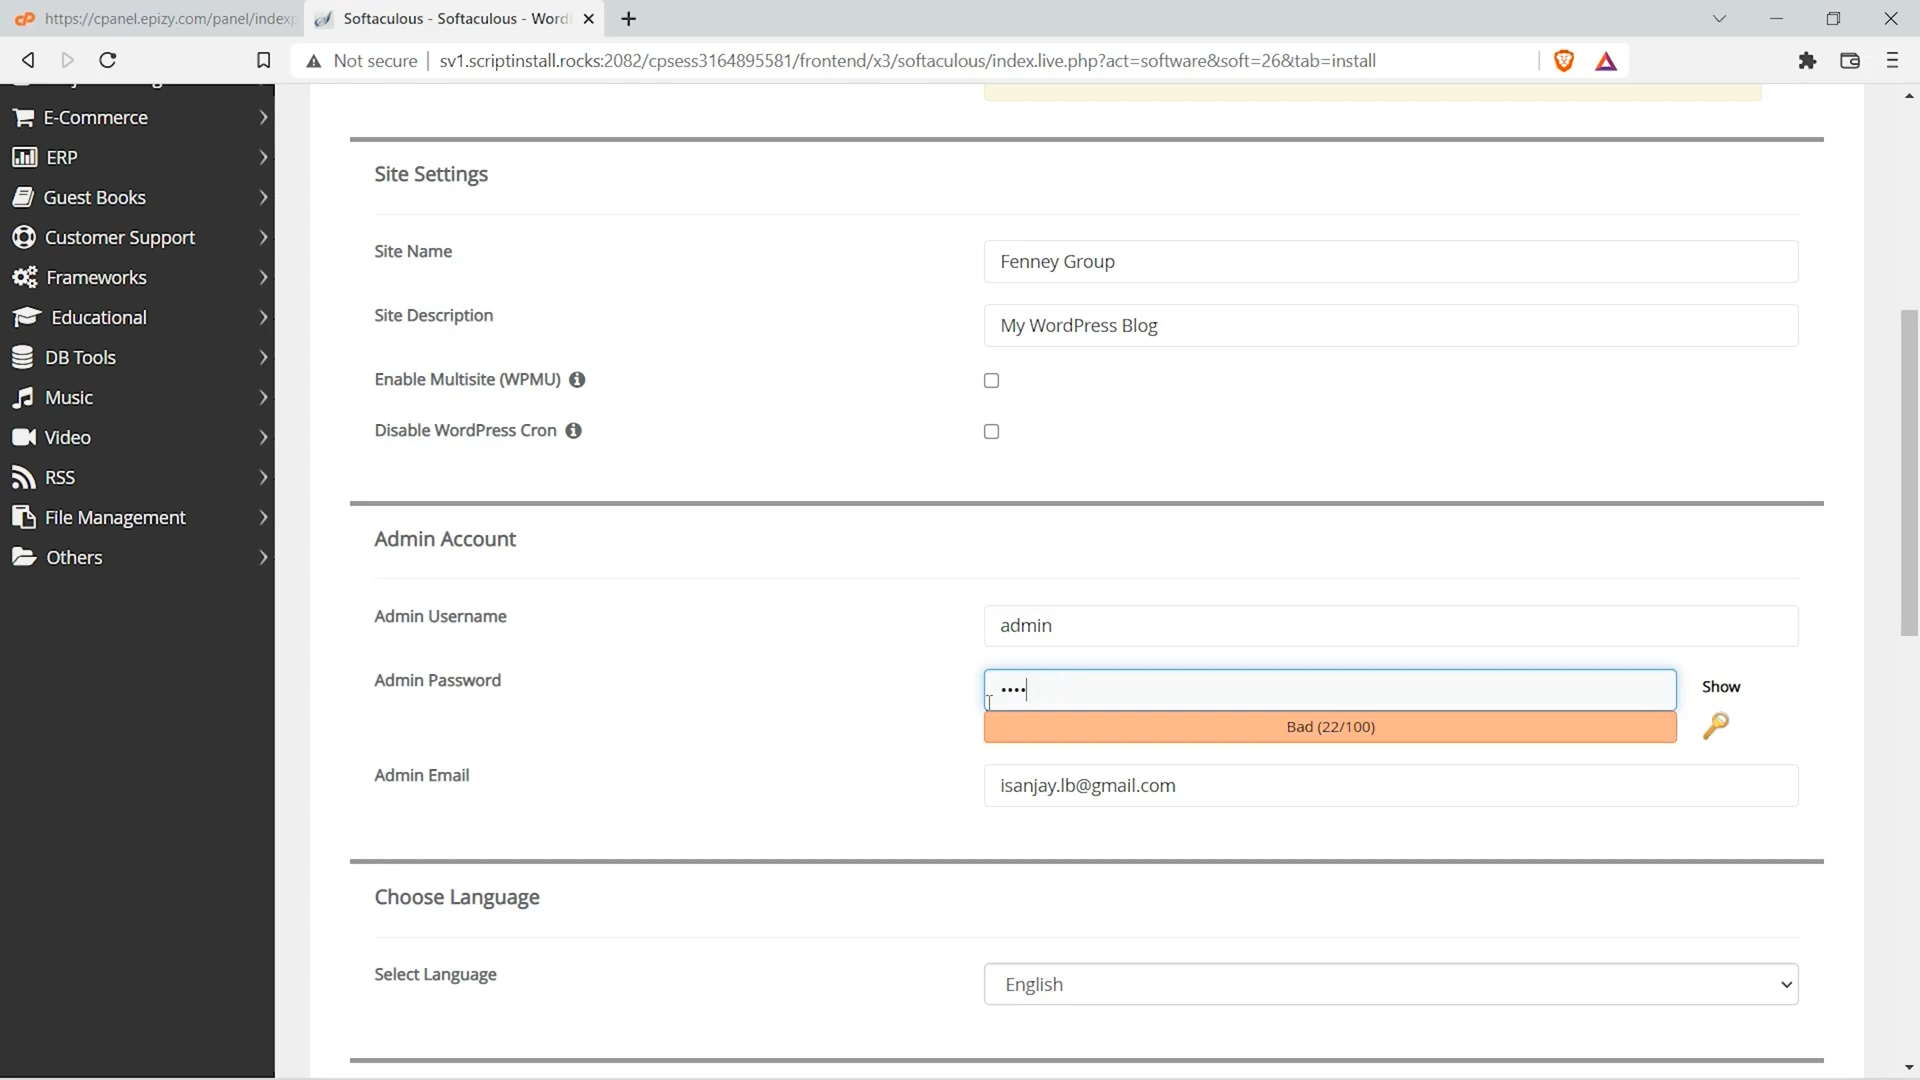 https://cpanel.epizy.com/panel/indexp
Softaculous - Softaculous - Word
Not secure
sv1.scriptinstall.rocks:2082/cpsess3164895581/frontend/x3/softaculous/index.live.php?act=software&soft=26&tab=install
E-Commerce
ERP
Guest Books
Customer Support
Frameworks
Educational
DB Tools
Music
Video
RSS
File Management
Others
Site Settings
Site Name
Fenney Group
Site Description
My WordPress Blog
Enable Multisite (WPMU)
Disable WordPress Cron
Admin Account
Admin Username
admin
Admin Password
••••
Show
Bad (22/100)
Admin Email
isanjay.lb@gmail.com
Choose Language
Select Language
English